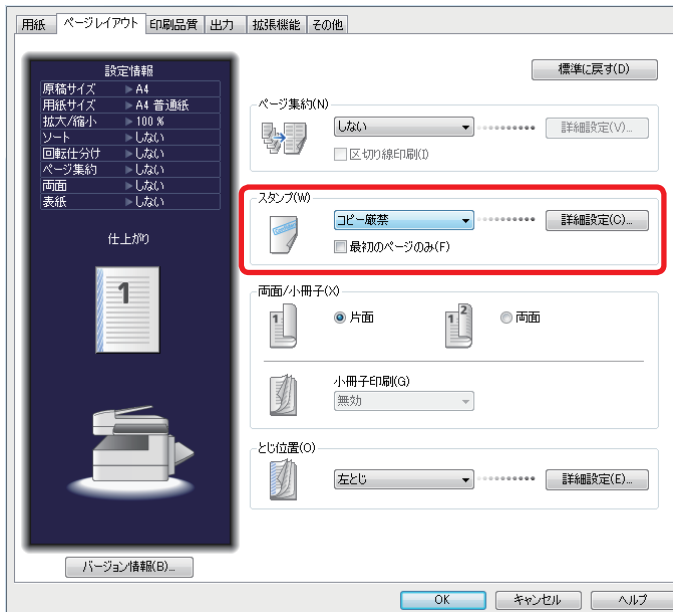 用紙 ページレイアウト 印刷品質 出力 拡張機能 その他
設定情報
原稿サイズ ▶A4
用紙サイズ ▶A4 普通紙
拡大/縮小 ▶100 %
ソート ▶しない
回転仕分け ▶しない
ページ集約 ▶しない
両面 ▶しない
表紙 ▶しない
仕上がり
1
バージョン情報(B)...
標準に戻す(D)
ページ集約(N)
しない 詳細設定(V)...
区切り線印刷(I)
スタンプ(W)
コピー厳禁 詳細設定(C)...
最初のページのみ(F)
両面/小冊子(X)
1 片面 1 2 両面
小冊子印刷(G)
無効
とじ位置(O)
左とじ 詳細設定(E)...
OK キャンセル ヘルプ